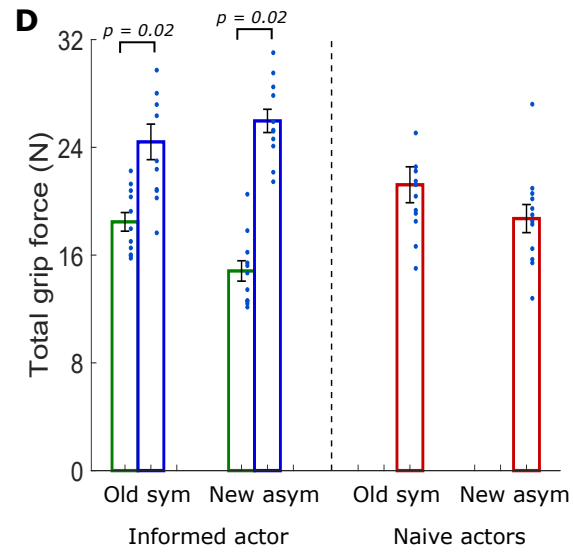 D
p = 0.02
p = 0.02
Total grip force (N)
32
24
16
8
0
Old sym New asym Old sym New asym
Informed actor Naive actors